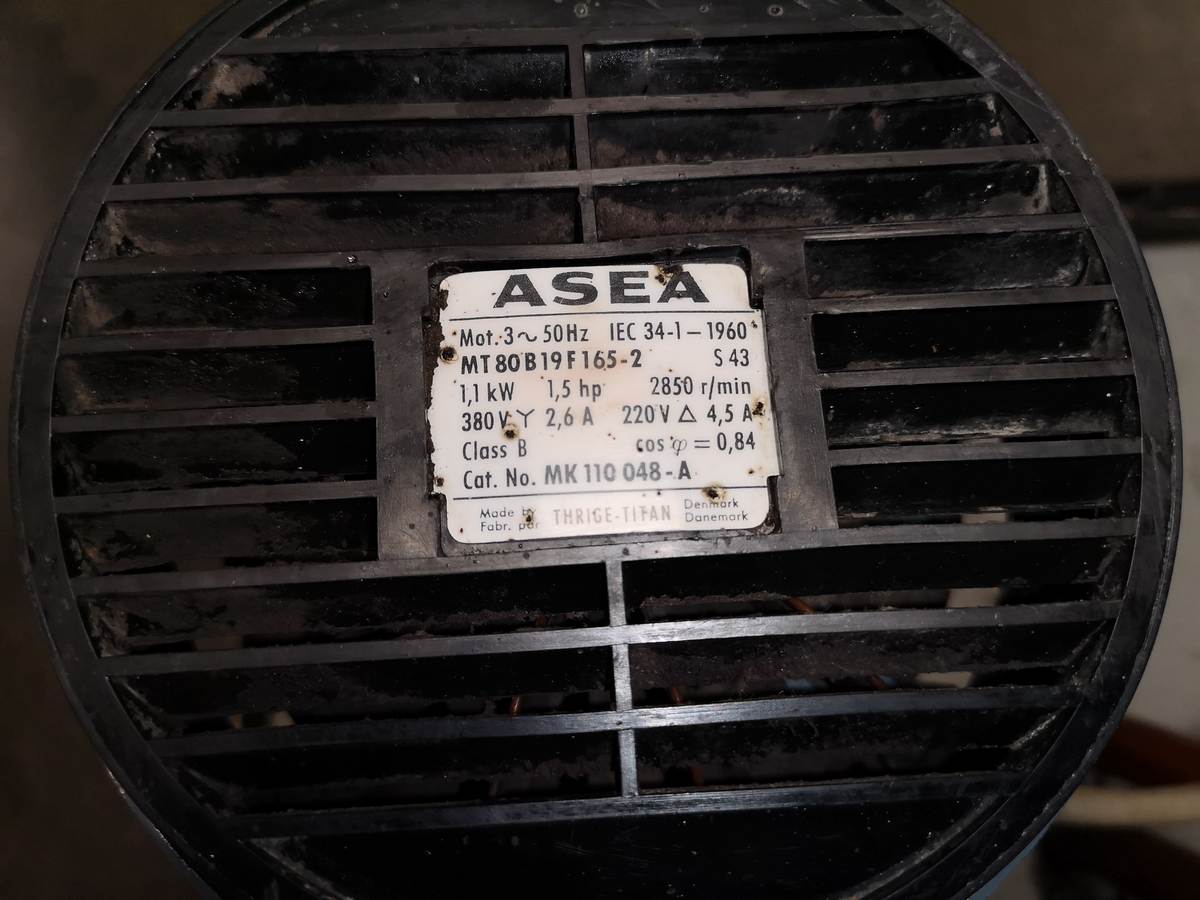 ASEA
Mot. 3~ 50Hz IEC 34-1-1960
MT 80 B 19 F 165-2 S 43
1,1 kW 1,5 hp 2850 r/min
380 V Y 2,6 A 220 V △ 4,5 A
Class B cos φ = 0,84
Cat. No. MK 110 048-A
Made by THRIGE-TITAN Denmark
Fabr. par Danemark